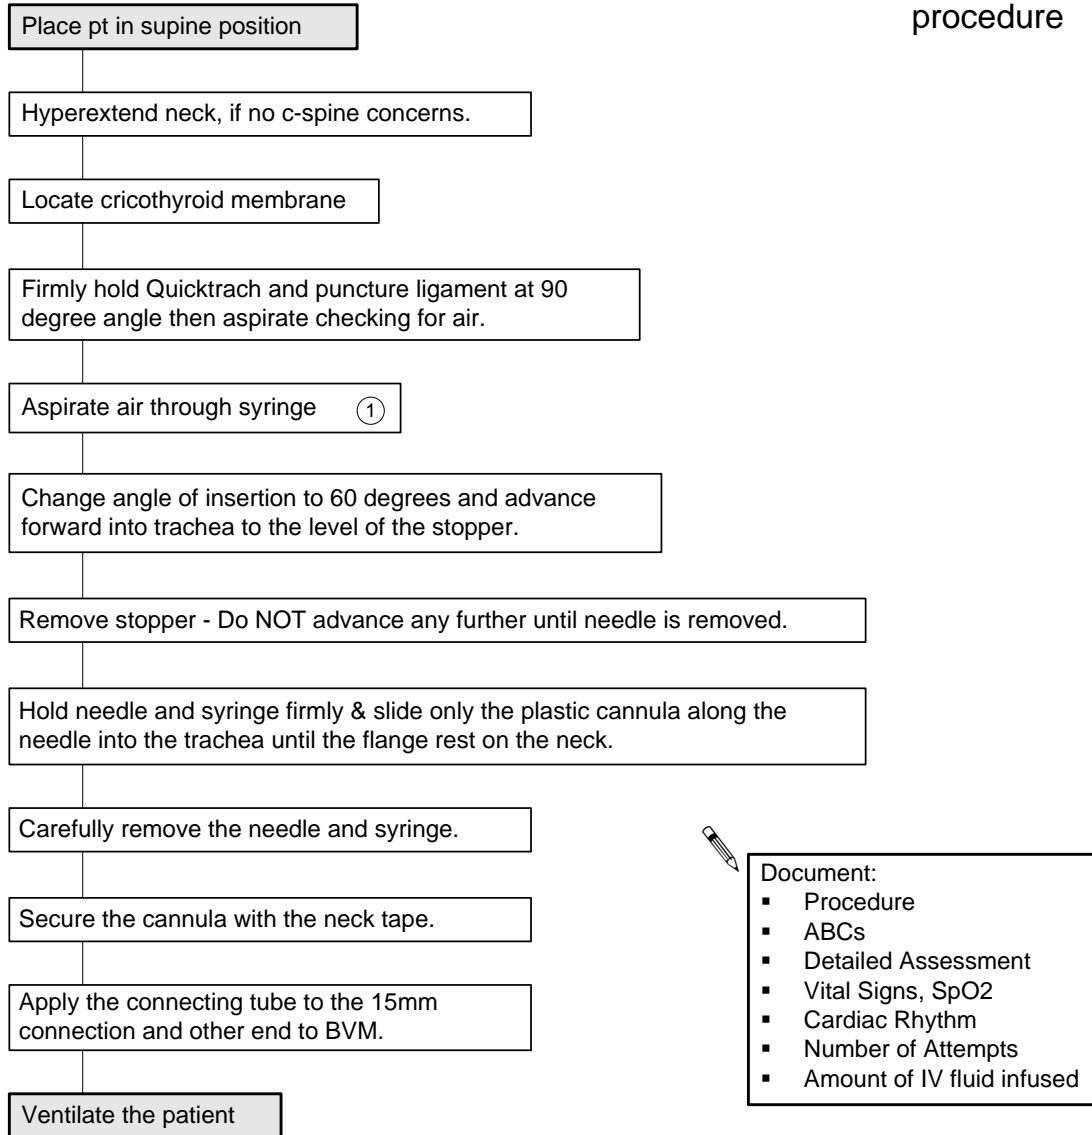 procedure
Place pt in supine position
Hyperextend neck, if no c-spine concerns.
Locate cricothyroid membrane
Firmly hold Quicktrach and puncture ligament at 90
degree angle then aspirate checking for air.
Aspirate air through syringe 1
Change angle of insertion to 60 degrees and advance
forward into trachea to the level of the stopper.
Remove stopper - Do NOT advance any further until needle is removed.
Hold needle and syringe firmly & slide only the plastic cannula along the
needle into the trachea until the flange rest on the neck.
Carefully remove the needle and syringe.
Secure the cannula with the neck tape.
Apply the connecting tube to the 15mm
connection and other end to BVM.
Ventilate the patient
Document:
▪ Procedure
▪ ABCs
▪ Detailed Assessment
▪ Vital Signs, SpO2
▪ Cardiac Rhythm
▪ Number of Attempts
▪ Amount of IV fluid infused